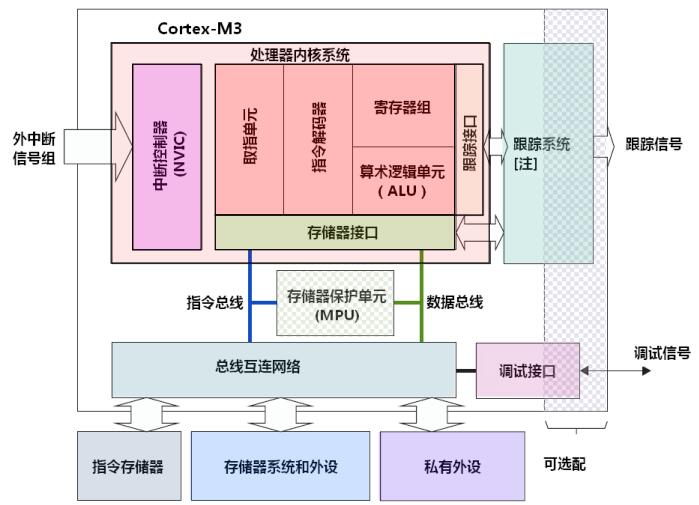 Cortex-M3
处理器内核系统
外中断
信号组
中断控制器
(NVIC)
取指单元
指令解码器
寄存器组
算术逻辑单元
（ALU）
跟踪接口
跟踪系统
[注]
跟踪信号
存储器接口
指令总线
存储器保护单元
(MPU)
数据总线
总线互连网络
调试接口
调试信号
指令存储器
存储器系统和外设
私有外设
可选配